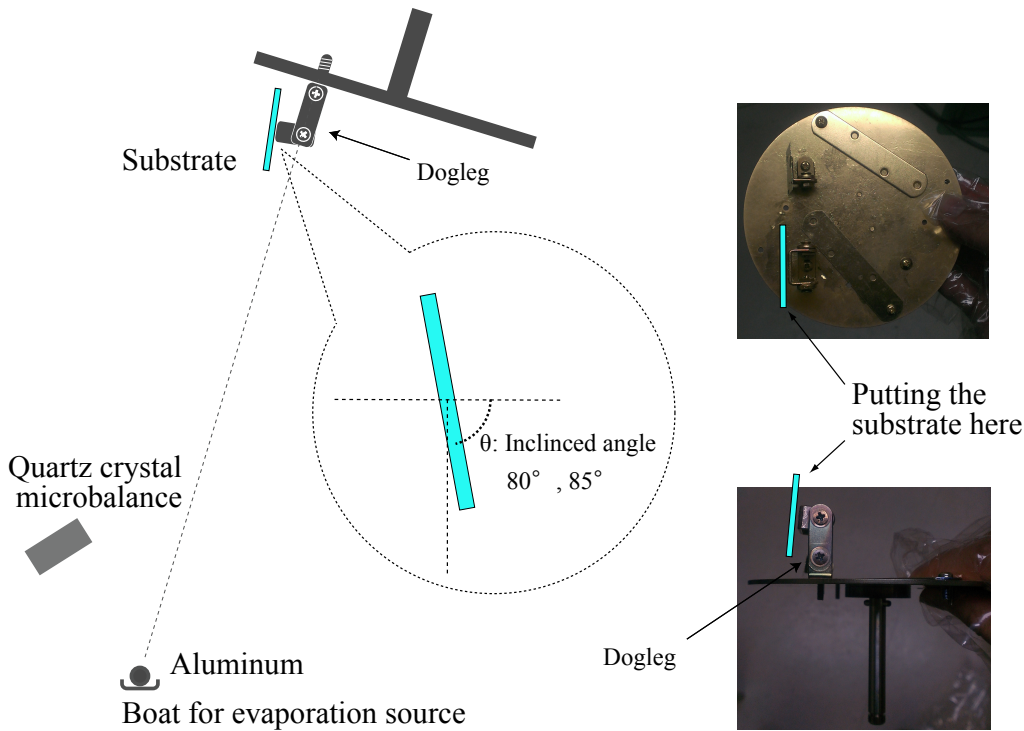 Substrate
Dogleg
θ: Inclinced angle
80° , 85°
Quartz crystal
microbalance
Aluminum
Boat for evaporation source
Putting the
substrate here
Dogleg